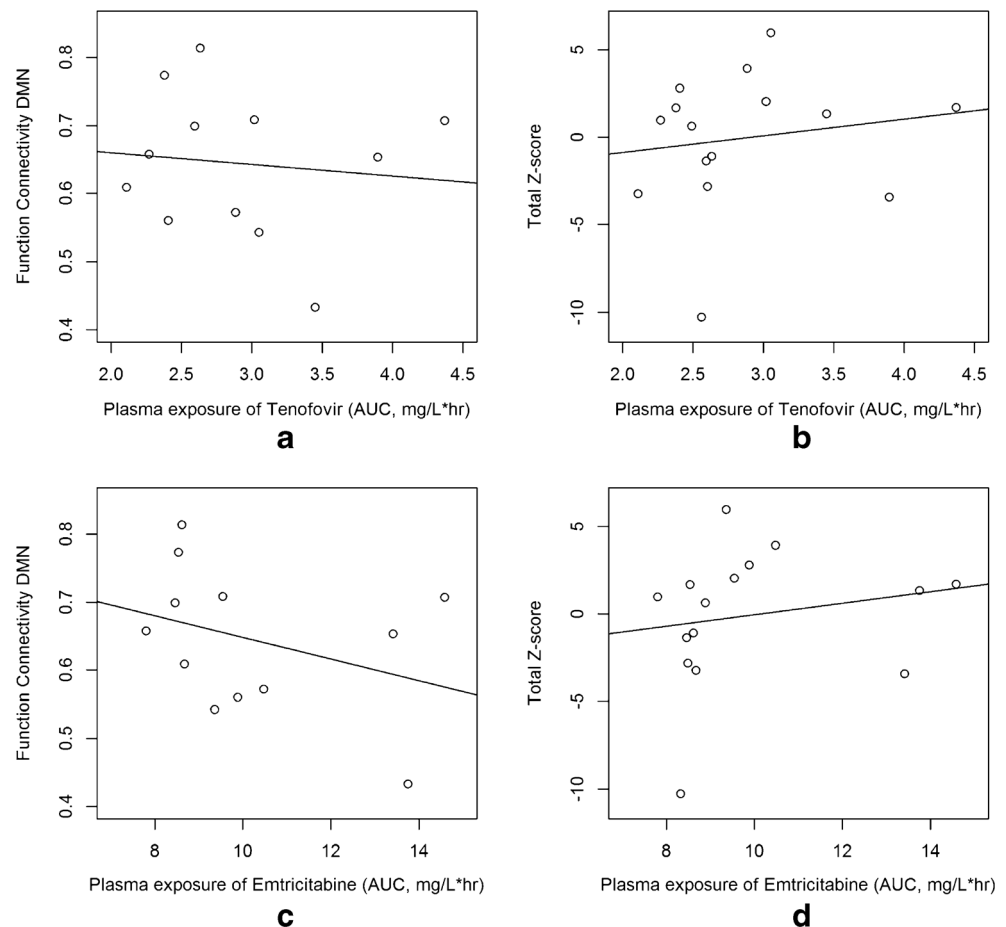 Function Connectivity DMN
0.8
0.7
0.6
0.5
0.4
2.0 2.5 3.0 3.5 4.0 4.5
Plasma exposure of Tenofovir (AUC, mg/L*hr)
a
Total Z-score
5
0
-5
-10
2.0 2.5 3.0 3.5 4.0 4.5
Plasma exposure of Tenofovir (AUC, mg/L*hr)
b
Function Connectivity DMN
0.8
0.7
0.6
0.5
0.4
8 10 12 14
Plasma exposure of Emtricitabine (AUC, mg/L*hr)
c
Total Z-score
5
0
-5
-10
8 10 12 14
Plasma exposure of Emtricitabine (AUC, mg/L*hr)
d